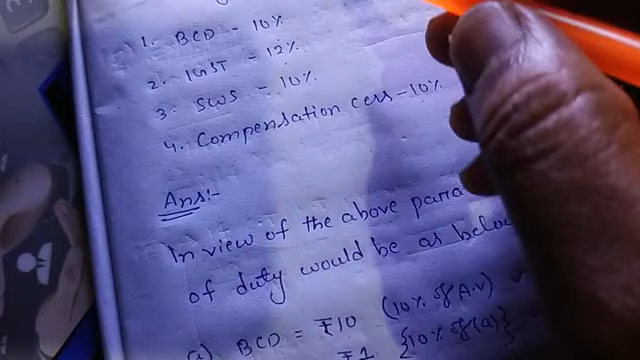 1. BCD - 10%
2. IGST - 12%
3. SWS - 10%
4. Compensation cess - 10%
Ans:-
In view of the above para
of duty would be as below
a) BCD = ₹10 (10% of A.V)
₹1 {10% of (a)}